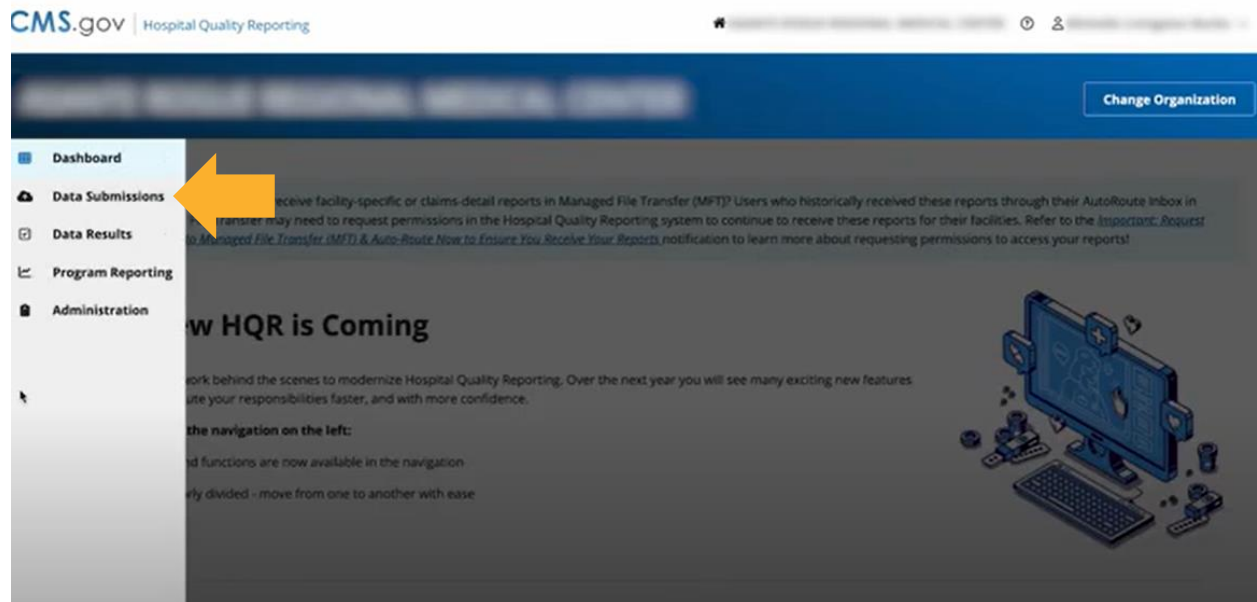 CMS.gov | Hospital Quality Reporting
Change Organization
Dashboard
Data Submissions
Data Results
Program Reporting
Administration
receive facility-specific or claims-detail reports in Managed File Transfer (MFT)? Users who historically received these reports through their AutoRoute Inbox in
Transfer may need to request permissions in the Hospital Quality Reporting system to continue to receive these reports for their facilities. Refer to the Important: Request
to Managed File Transfer (MFT) & Auto-Route Now to Ensure You Receive Your Reports notification to learn more about requesting permissions to access your reports!
w HQR is Coming
work behind the scenes to modernize Hospital Quality Reporting. Over the next year you will see many exciting new features
ute your responsibilities faster, and with more confidence.
the navigation on the left:
nd functions are now available in the navigation
rly divided - move from one to another with ease